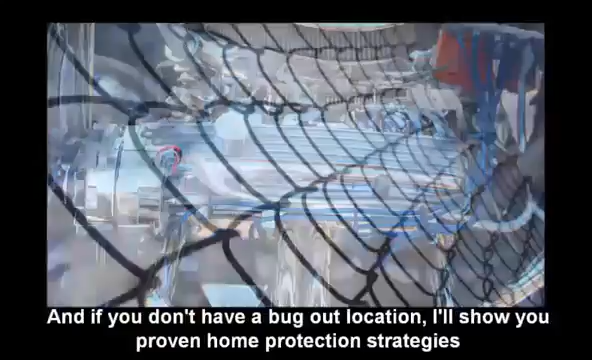 And if you don't have a bug out location, I'll show you
proven home protection strategies